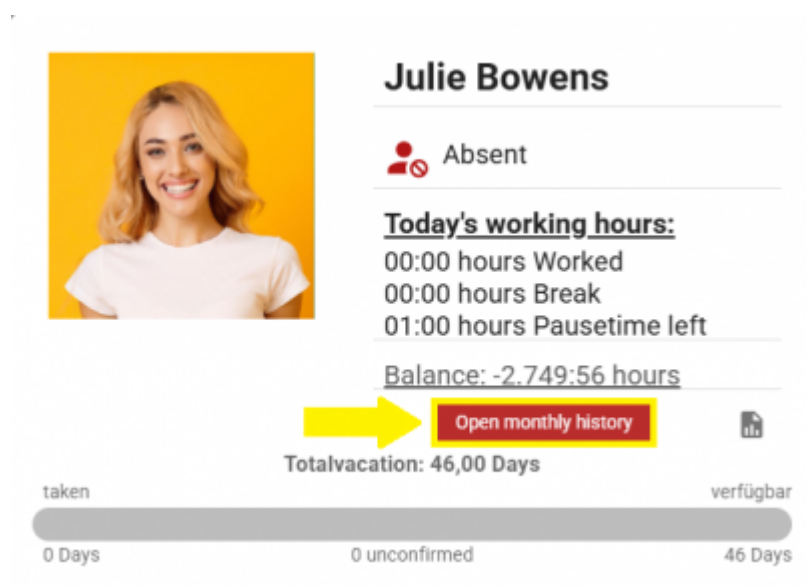 Julie Bowens
Absent
Today's working hours:
00:00 hours Worked
00:00 hours Break
01:00 hours Pausetime left
Balance: -2.749:56 hours
Open monthly history
Totalvacation: 46,00 Days
taken verfügbar
0 Days 0 unconfirmed 46 Days